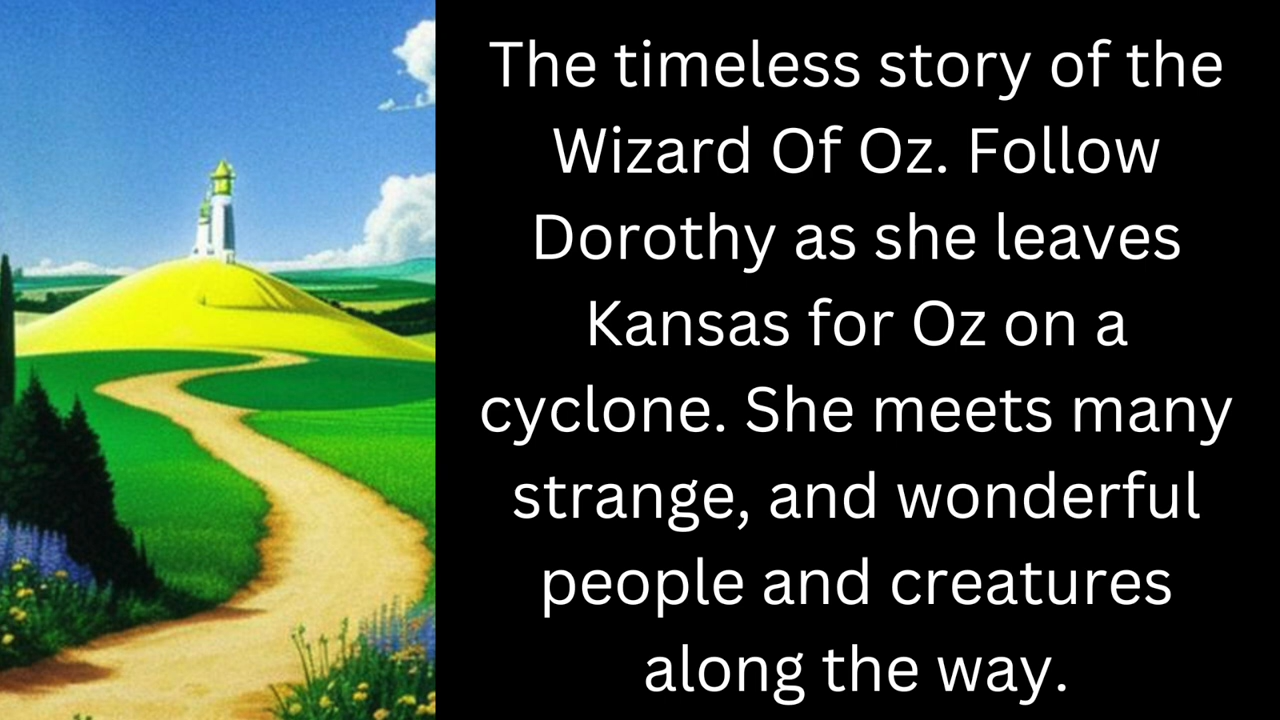 The timeless story of the
Wizard Of Oz. Follow
Dorothy as she leaves
Kansas for Oz on a
cyclone. She meets many
strange, and wonderful
people and creatures
along the way.